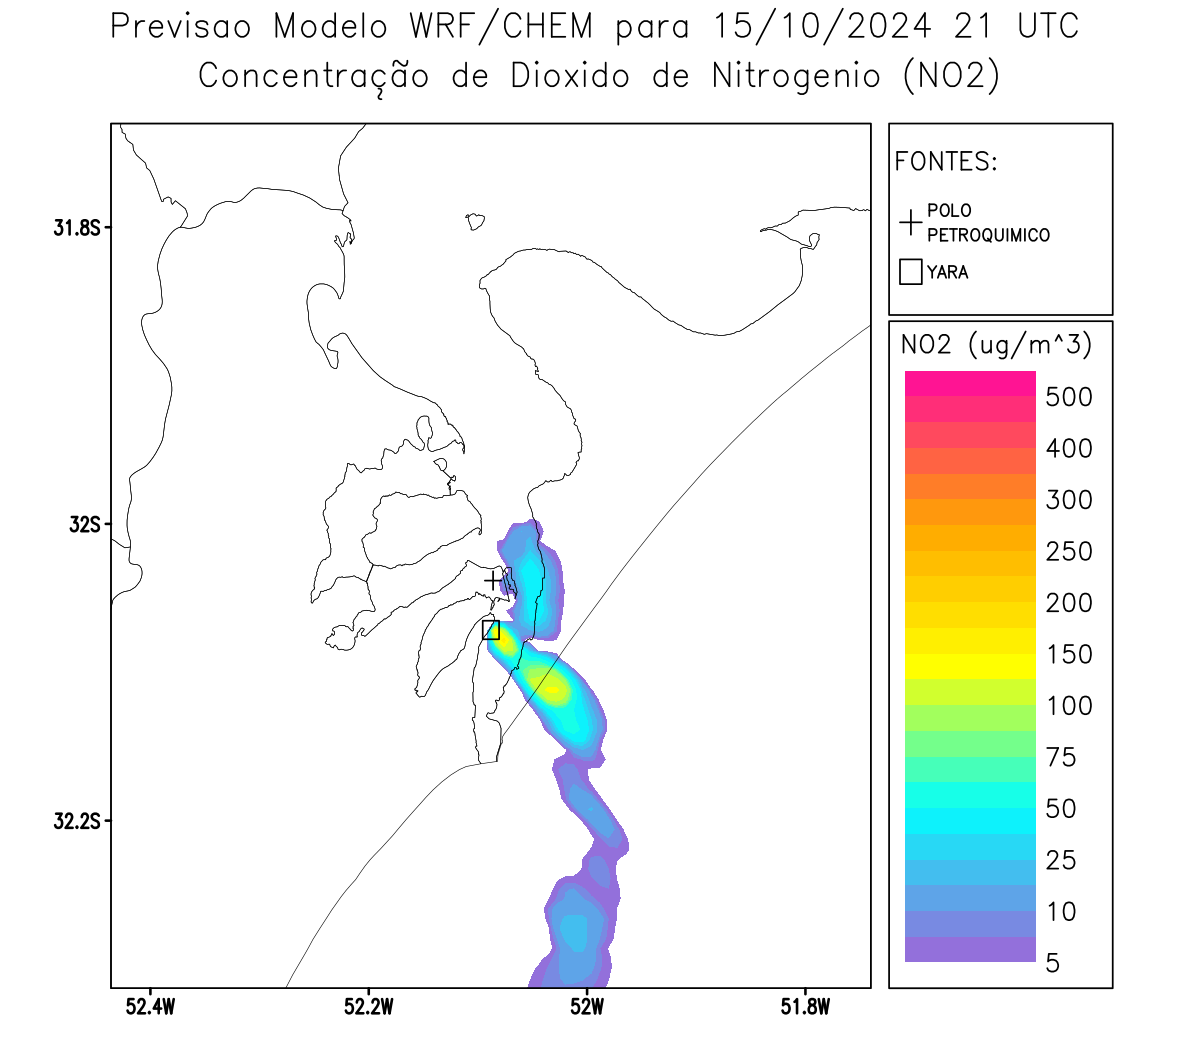 Previsao Modelo WRF/CHEM para 15/10/2024 21 UTC
Concentração de Dioxido de Nitrogenio (NO2)
FONTES:
POLO
PETROQUIMICO
YARA
NO2 (ug/m^3)
500
400
300
250
200
150
100
75
50
25
10
5
31.8S
32S
32.2S
52.4W
52.2W
52W
51.8W